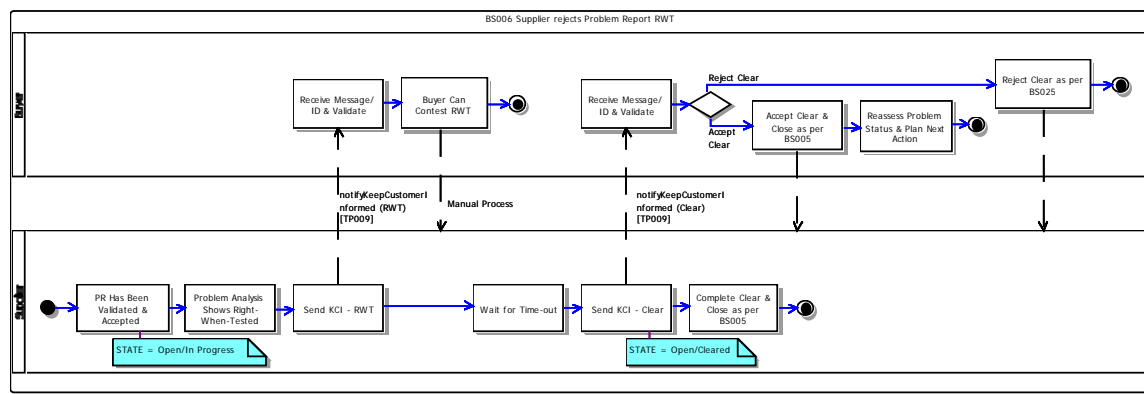 BS006 Supplier rejects Problem Report RWT
Buyer
Receive Message/
ID & Validate
Buyer Can
Contest RWT
Receive Message/
ID & Validate
Reject Clear
Accept
Clear
Accept Clear &
Close as per
BS005
Reassess Problem
Status & Plan Next
Action
Reject Clear as per
BS025
notifyKeepCustomerI
nformed (RWT)
[TP009]
Manual Process
notifyKeepCustomerI
nformed (Clear)
[TP009]
Supplier
PR Has Been
Validated &
Accepted
Problem Analysis
Shows Right-
When-Tested
Send KCI - RWT
Wait for Time-out
Send KCI - Clear
Complete Clear &
Close as per
BS005
STATE = Open/In Progress
STATE = Open/Cleared